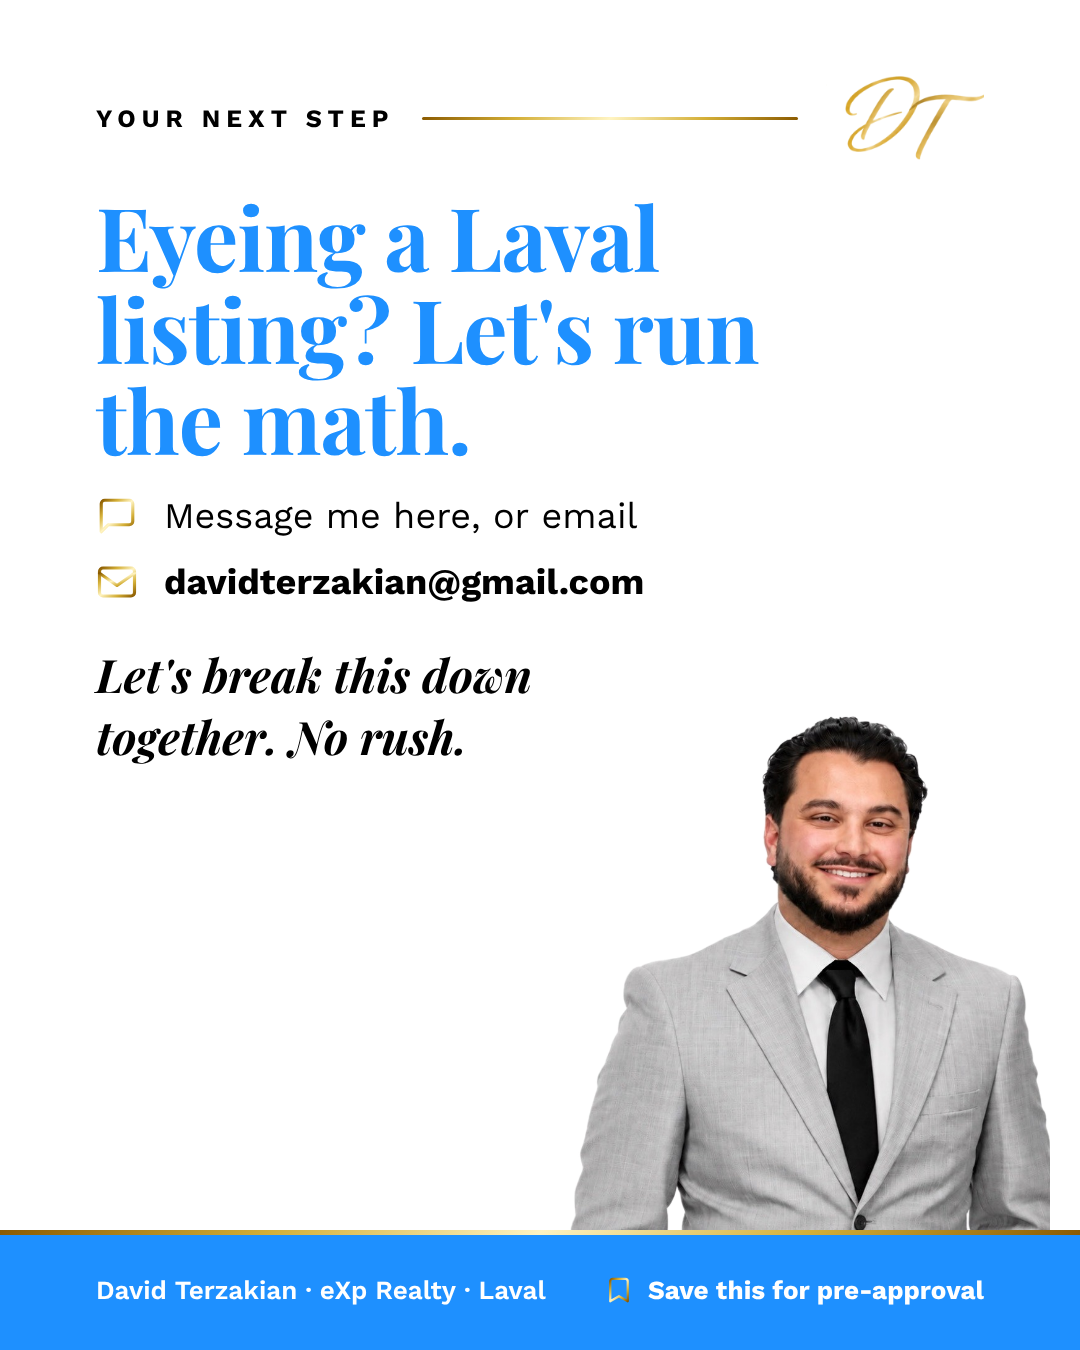 YOUR NEXT STEP
DT
Eyeing a Laval
listing? Let's run
the math.
Message me here, or email
davidterzakian@gmail.com
Let's break this down
together. No rush.
David Terzakian · eXp Realty · Laval
Save this for pre-approval